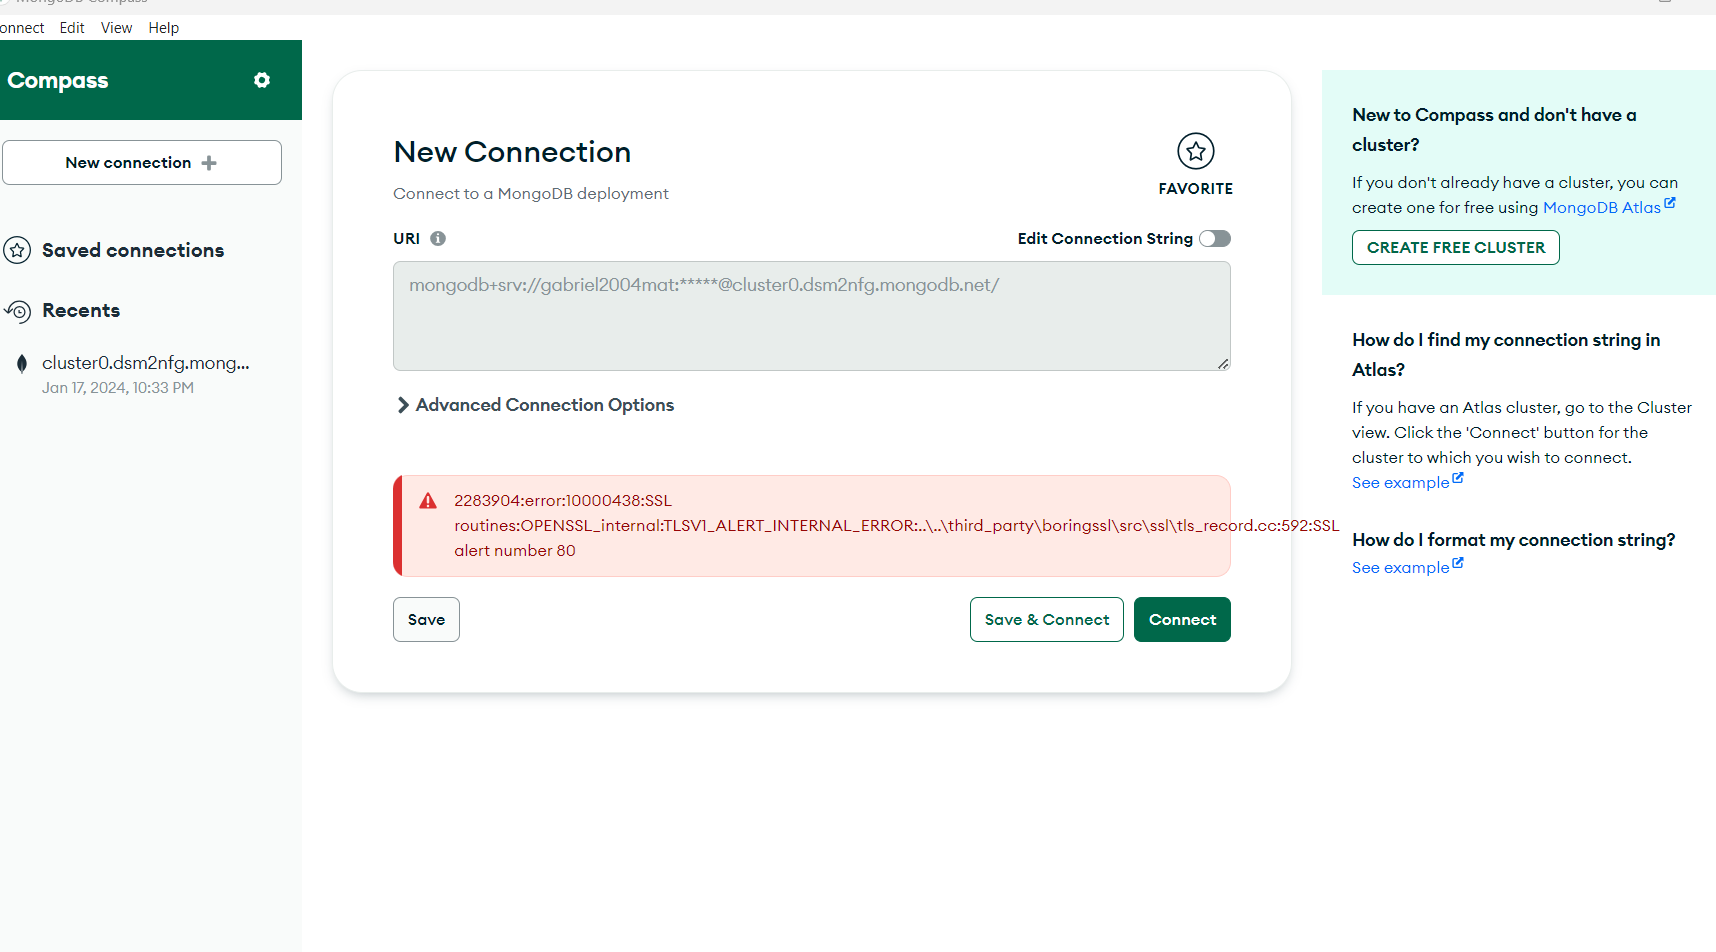 MongoDB Compass
onnect Edit View Help
Compass
New connection
Saved connections
Recents
cluster0.dsm2nfg.mong...
Jan 17, 2024, 10:33 PM
New Connection
Connect to a MongoDB deployment
FAVORITE
URI
Edit Connection String
mongodb+srv://gabriel2004mat:*****@cluster0.dsm2nfg.mongodb.net/
Advanced Connection Options
2283904:error:10000438:SSL
routines:OPENSSL_internal:TLSV1_ALERT_INTERNAL_ERROR:..\..\third_party\boringssl\src\ssl\tls_record.cc:592:SSL
alert number 80
Save
Save & Connect
Connect
New to Compass and don't have a
cluster?
If you don't already have a cluster, you can
create one for free using MongoDB Atlas
CREATE FREE CLUSTER
How do I find my connection string in
Atlas?
If you have an Atlas cluster, go to the Cluster
view. Click the 'Connect' button for the
cluster to which you wish to connect.
See example
How do I format my connection string?
See example